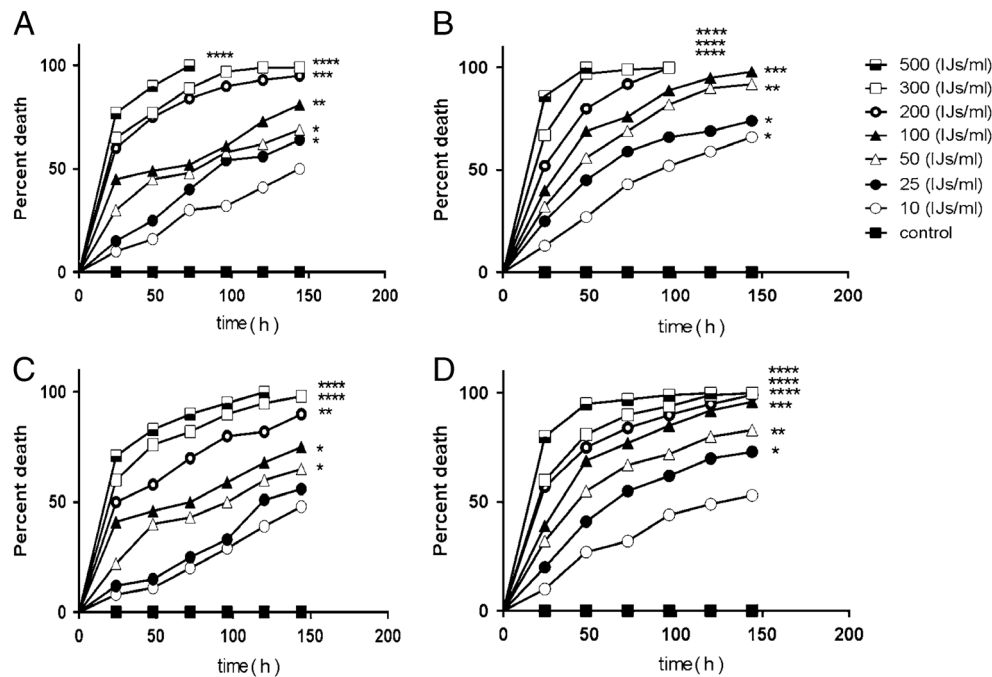 A
Percent death
100
50
0
0 50 100 150 200
time (h)
****
****
***
**
*
*
B
Percent death
100
50
0
0 50 100 150 200
time (h)
****
****
****
***
**
*
*
500 (IJs/ml)
300 (IJs/ml)
200 (IJs/ml)
100 (IJs/ml)
50 (IJs/ml)
25 (IJs/ml)
10 (IJs/ml)
control
C
Percent death
100
50
0
0 50 100 150 200
time (h)
****
****
**
*
*
D
Percent death
100
50
0
0 50 100 150 200
time (h)
****
****
****
***
**
*